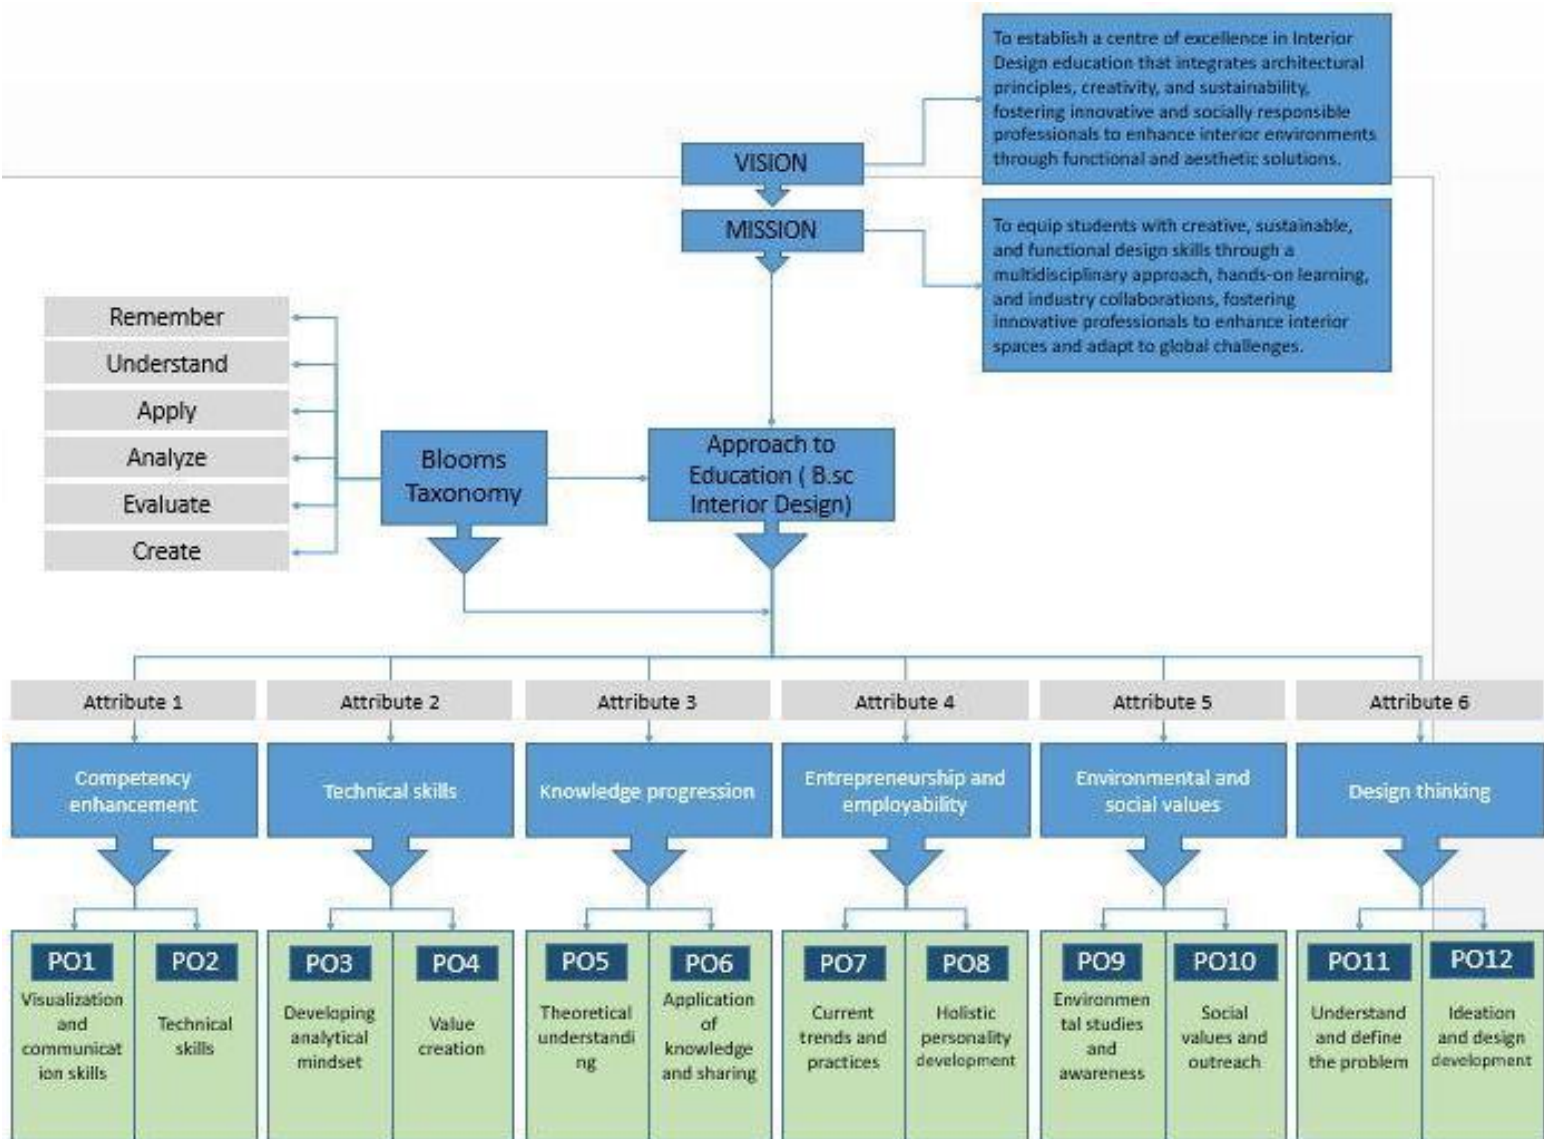 To establish a centre of excellence in Interior
Design education that integrates architectural
principles, creativity, and sustainability,
fostering innovative and socially responsible
professionals to enhance interior environments
through functional and aesthetic solutions.
VISION
MISSION
To equip students with creative, sustainable,
and functional design skills through a
multidisciplinary approach, hands-on learning,
and industry collaborations, fostering
innovative professionals to enhance interior
spaces and adapt to global challenges.
Remember
Understand
Apply
Analyze
Evaluate
Create
Blooms
Taxonomy
Approach to
Education ( B.sc
Interior Design)
Attribute 1
Attribute 2
Attribute 3
Attribute 4
Attribute 5
Attribute 6
Competency
enhancement
Technical skills
Knowledge progression
Entrepreneurship and
employability
Environmental and
social values
Design thinking
PO1
Visualization
and
communicat
ion skills
PO2
Technical
skills
PO3
Developing
analytical
mindset
PO4
Value
creation
PO5
Theoretical
understandi
ng
PO6
Application
of
knowledge
and sharing
PO7
Current
trends and
practices
PO8
Holistic
personality
development
PO9
Environmen
tal studies
and
awareness
PO10
Social
values and
outreach
PO11
Understand
and define
the problem
PO12
Ideation
and design
development